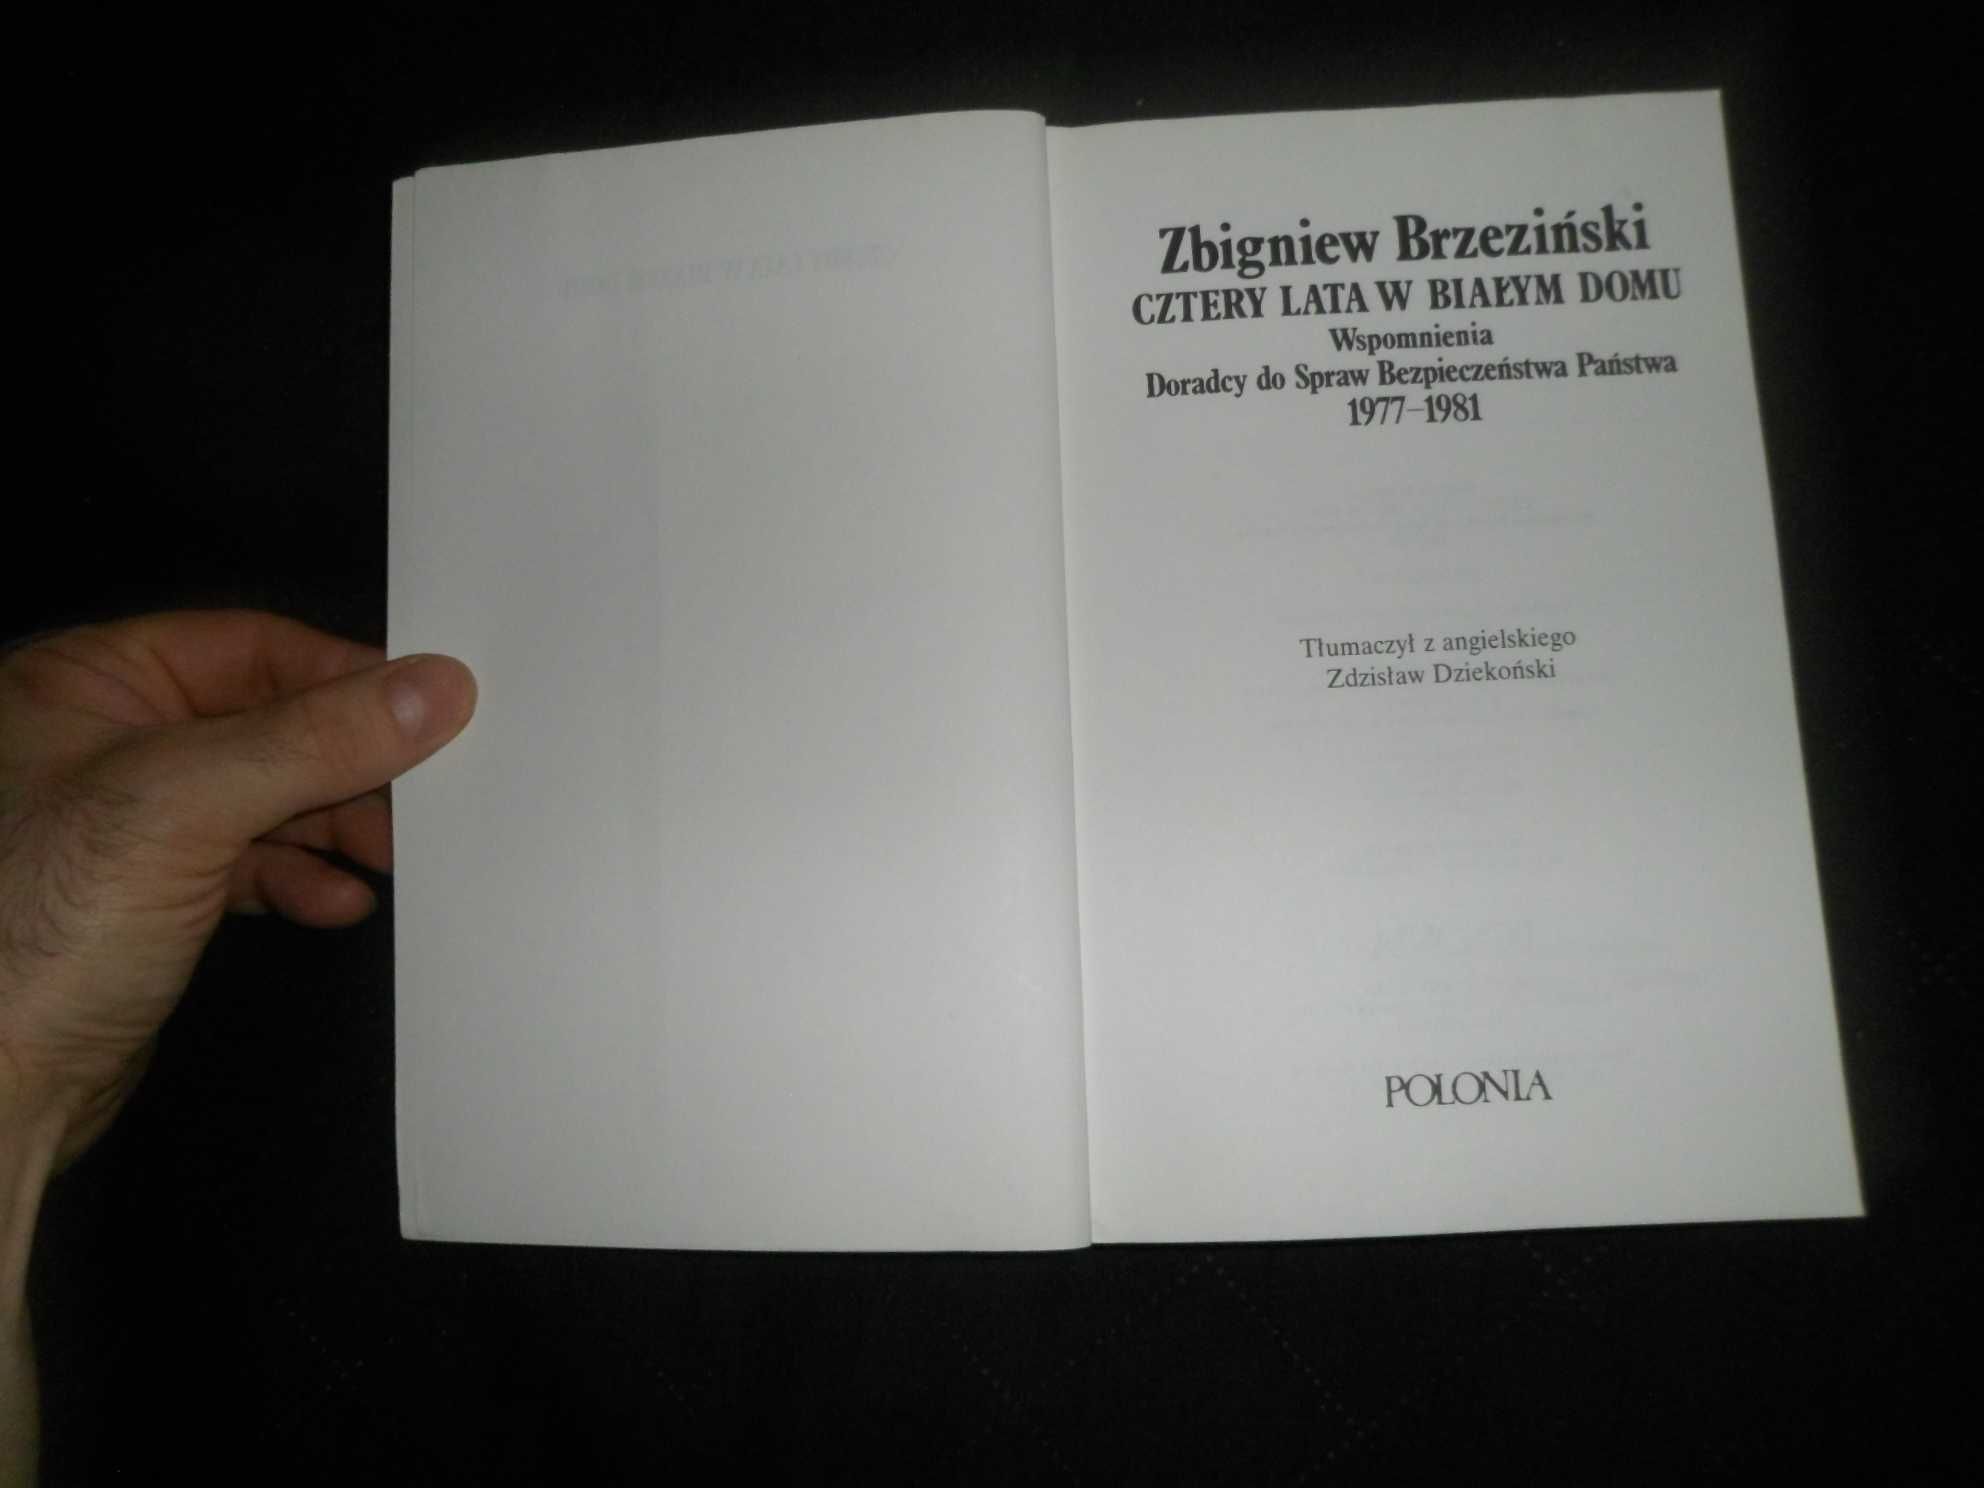 Zbigniew Brzeziński
CZTERY LATA W BIAŁYM DOMU
Wspomnienia
Doradcy do Spraw Bezpieczeństwa Państwa
1977–1981
Tłumaczył z angielskiego
Zdzisław Dziekoński
POLONIA